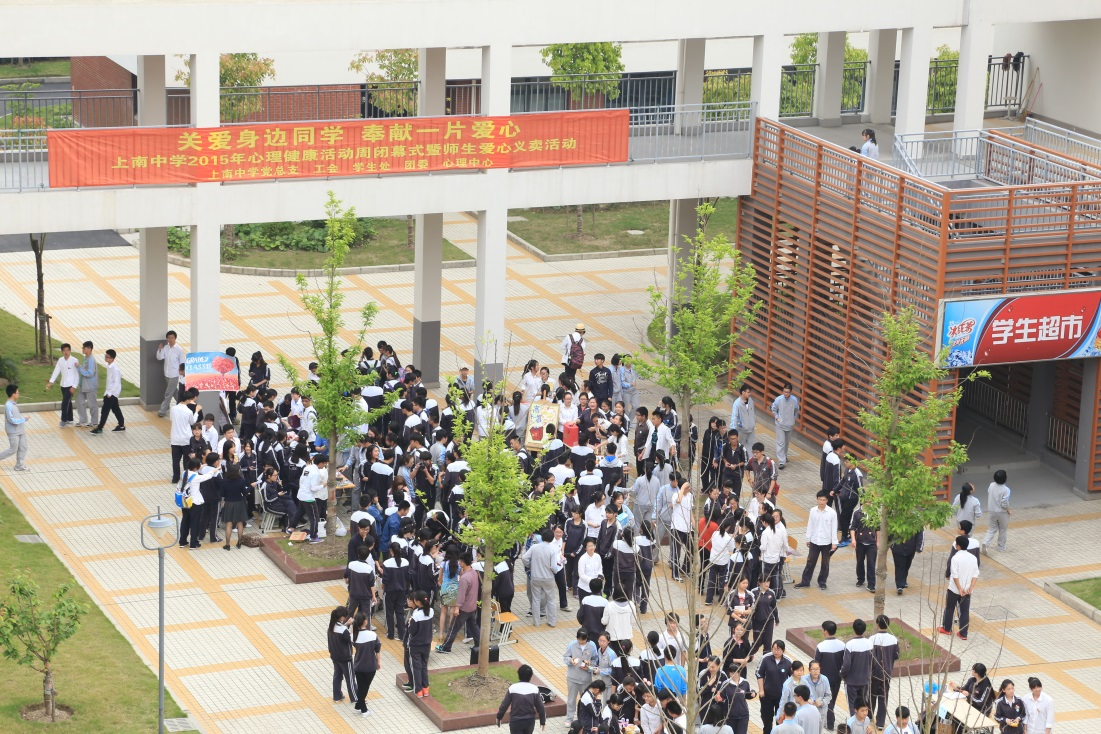 关爱身边同学 奉献一片爱心
上南中学2015年心理健康活动周闭幕式暨师生爱心义卖活动
上南中学党总支 工会 学生处 团委 心理中心
冰纯萃
学生超市